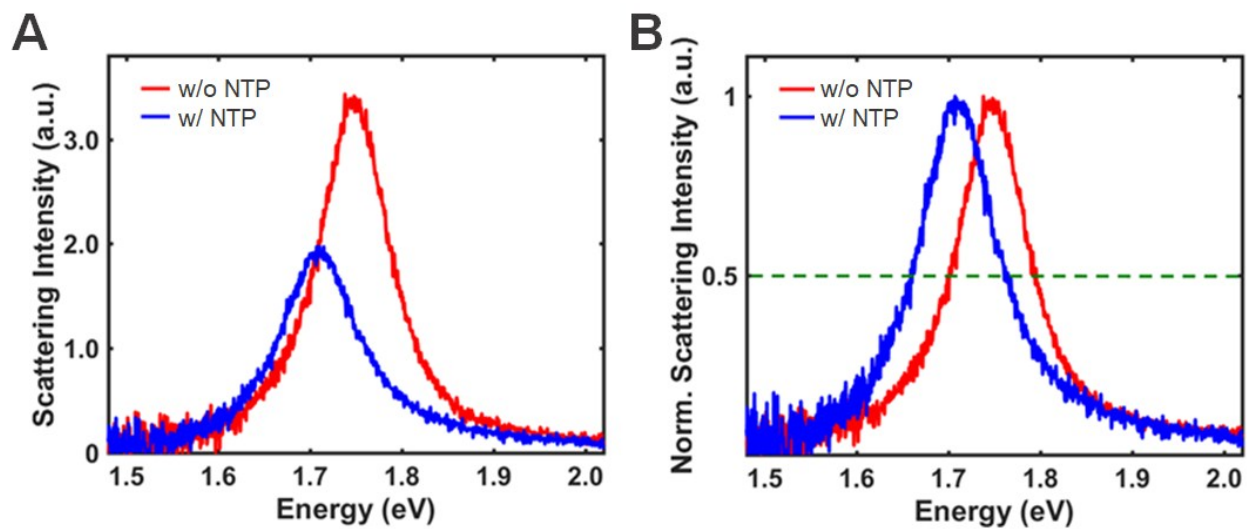 A
Scattering Intensity (a.u.)
3.0
2.0
1.0
0
w/o NTP
w/ NTP
1.5 1.6 1.7 1.8 1.9 2.0
Energy (eV)
B
Norm. Scattering Intensity (a.u.)
1
0.5
w/o NTP
w/ NTP
1.5 1.6 1.7 1.8 1.9 2.0
Energy (eV)